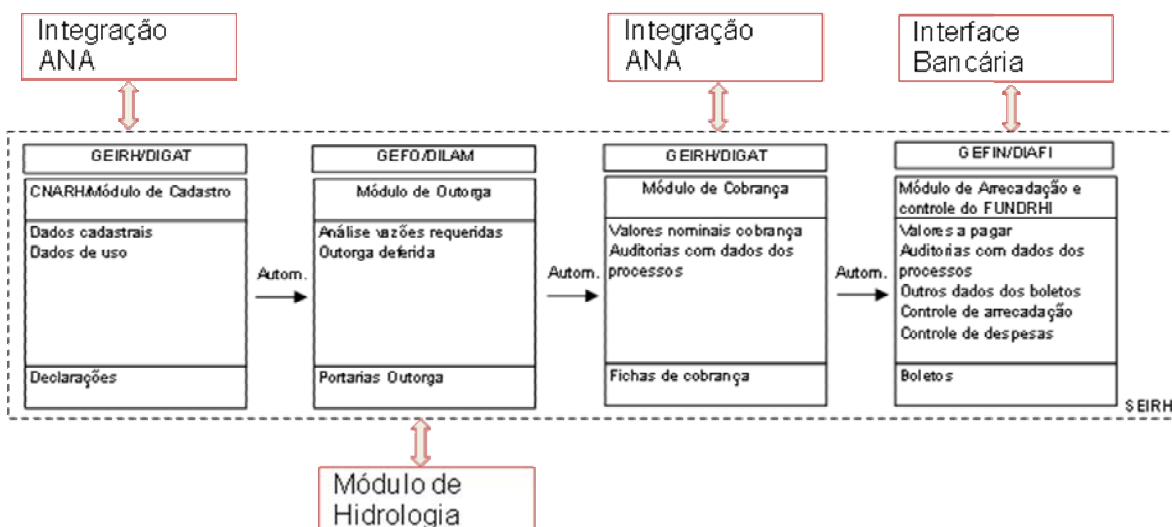 Integração
ANA
Integração
ANA
Interface
Bancária
GEIRH/DIGAT
CNARH/Módulo de Cadastro
Dados cadastrais
Dados de uso
Declarações
Autom.
GEFO/DILAM
Módulo de Outorga
Análise vazões requeridas
Outorga deferida
Portarias Outorga
Autom.
GEIRH/DIGAT
Módulo de Cobrança
Valores nominais cobrança
Auditorias com dados dos
processos
Fichas de cobrança
Autom.
GEFIN/DIAFI
Módulo de Arrecadação e
controle do FUNDRHI
Valores a pagar
Auditorias com dados dos
processos
Outros dados dos boletos
Controle de arrecadação
Controle de despesas
Boletos
SEIRH
Módulo de
Hidrologia